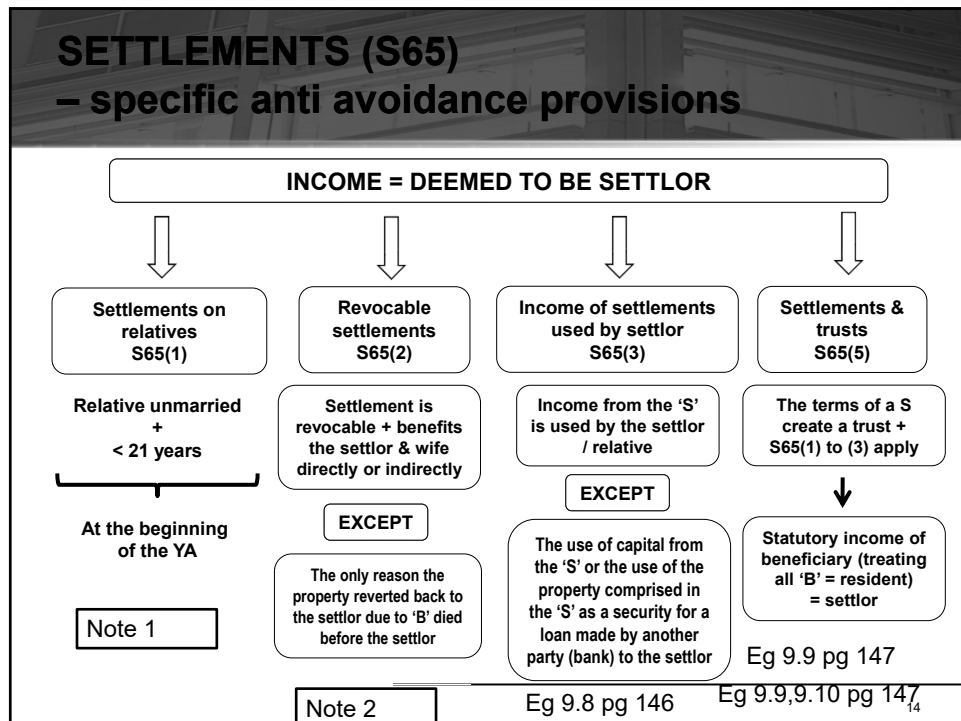 SETTLEMENTS (S65)
– specific anti avoidance provisions
INCOME = DEEMED TO BE SETTLOR
Settlements on
relatives
S65(1)
Relative unmarried
+
< 21 years
At the beginning
of the YA
Note 1
Revocable
settlements
S65(2)
Settlement is
revocable + benefits
the settlor & wife
directly or indirectly
EXCEPT
The only reason the
property reverted back to
the settlor due to ‘B’ died
before the settlor
Note 2
Income of settlements
used by settlor
S65(3)
Income from the ‘S’
is used by the settlor
/ relative
EXCEPT
The use of capital from
the ‘S’ or the use of the
property comprised in
the ‘S’ as a security for a
loan made by another
party (bank) to the settlor
Eg 9.8 pg 146
Settlements &
trusts
S65(5)
The terms of a S
create a trust +
S65(1) to (3) apply
Statutory income of
beneficiary (treating
all ‘B’ = resident)
= settlor
Eg 9.9 pg 147
Eg 9.9,9.10 pg 147
14